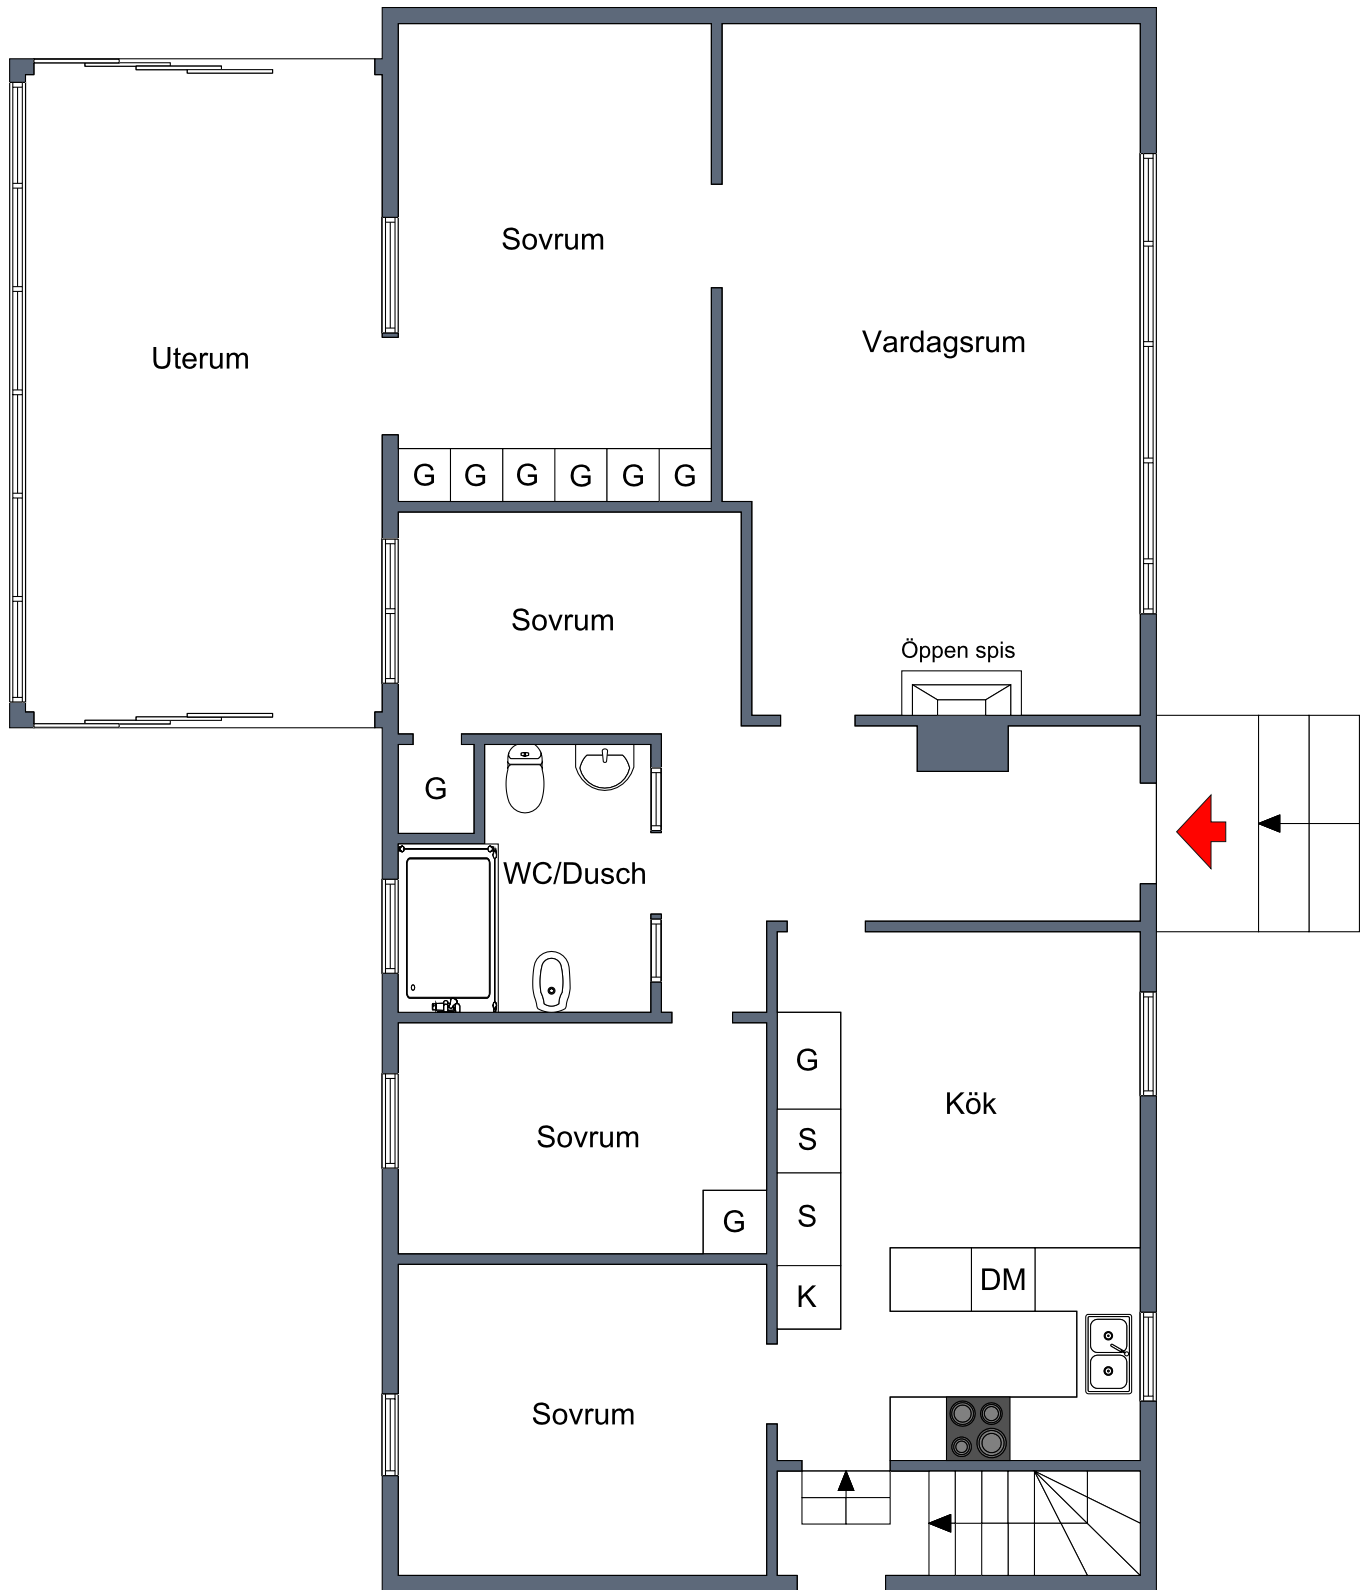 Sovrum
Vardagsrum
Uterum
G G G G G G
Sovrum
Öppen spis
G
WC/Dusch
G
Kök
S
Sovrum
S
G
DM
K
Sovrum